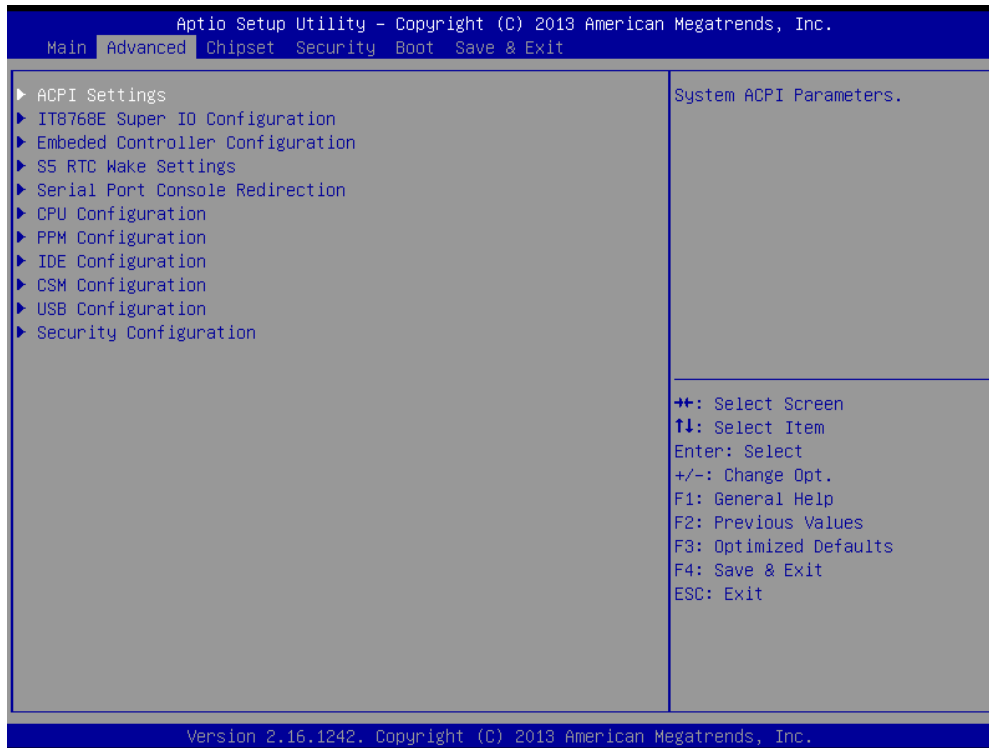 Aptio Setup Utility – Copyright (C) 2013 American Megatrends, Inc.
Main Advanced Chipset Security Boot Save & Exit
▶ ACPI Settings
▶ IT8768E Super IO Configuration
▶ Embeded Controller Configuration
▶ S5 RTC Wake Settings
▶ Serial Port Console Redirection
▶ CPU Configuration
▶ PPM Configuration
▶ IDE Configuration
▶ CSM Configuration
▶ USB Configuration
▶ Security Configuration
System ACPI Parameters.
→←: Select Screen
↑↓: Select Item
Enter: Select
+/-: Change Opt.
F1: General Help
F2: Previous Values
F3: Optimized Defaults
F4: Save & Exit
ESC: Exit
Version 2.16.1242. Copyright (C) 2013 American Megatrends, Inc.